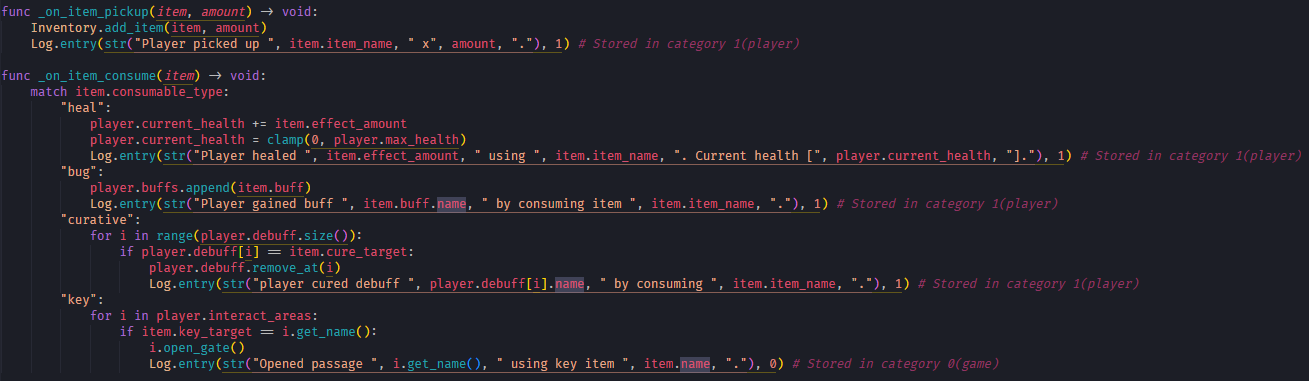 func _on_item_pickup(item, amount) -> void:
    Inventory.add_item(item, amount)
    Log.entry(str("Player picked up ", item.item_name, " x", amount, "."), 1) # Stored in category 1(player)

func _on_item_consume(item) -> void:
    match item.consumable_type:
        "heal":
            player.current_health += item.effect_amount
            player.current_health = clamp(0, player.max_health)
            Log.entry(str("Player healed ", item.effect_amount, " using ", item.item_name, ". Current health [", player.current_health, "]."), 1) # Stored in category 1(player)
        "bug":
            player.buffs.append(item.buff)
            Log.entry(str("Player gained buff ", item.buff.name, " by consuming item ", item.item_name, "."), 1) # Stored in category 1(player)
        "curative":
            for i in range(player.debuff.size()):
                if player.debuff[i] == item.cure_target:
                    player.debuff.remove_at(i)
                    Log.entry(str("player cured debuff ", player.debuff[i].name, " by consuming ", item.item_name, "."), 1) # Stored in category 1(player)
        "key":
            for i in player.interact_areas:
                if item.key_target == i.get_name():
                    i.open_gate()
                    Log.entry(str("Opened passage ", i.get_name(), " using key item ", item.name, "."), 0) # Stored in category 0(game)